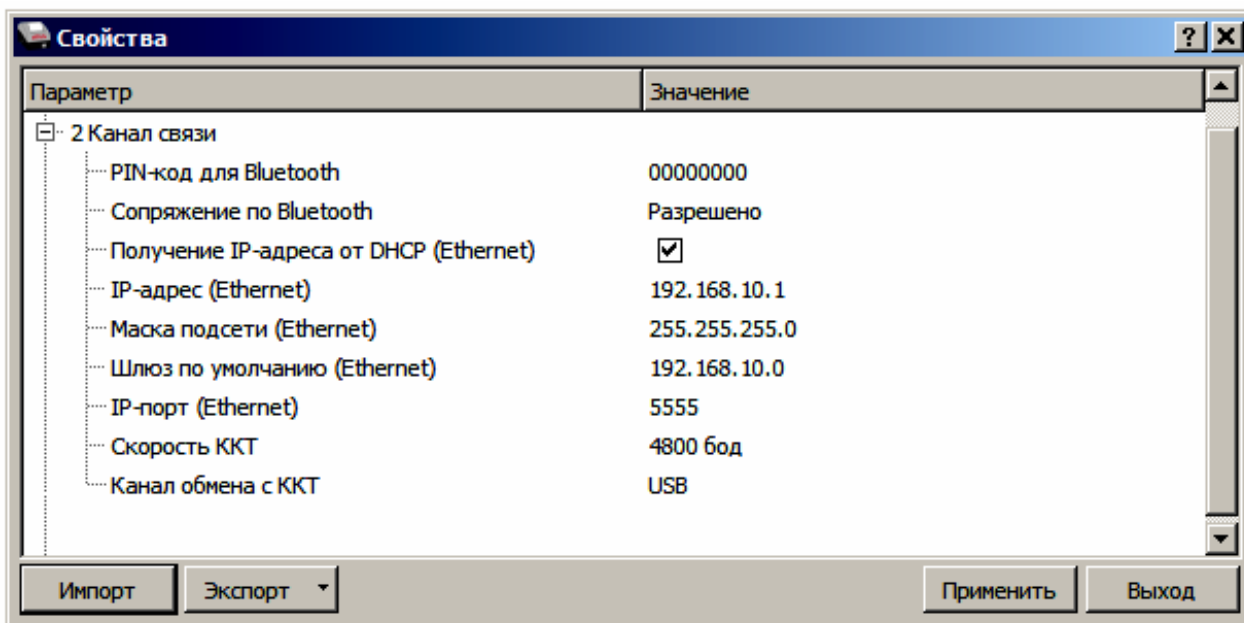 Свойства
Параметр Значение
2 Канал связи
PIN-код для Bluetooth 00000000
Сопряжение по Bluetooth Разрешено
Получение IP-адреса от DHCP (Ethernet)
IP-адрес (Ethernet) 192.168.10.1
Маска подсети (Ethernet) 255.255.255.0
Шлюз по умолчанию (Ethernet) 192.168.10.0
IP-порт (Ethernet) 5555
Скорость ККТ 4800 бод
Канал обмена с ККТ USB
Импорт Экспорт Применить Выход